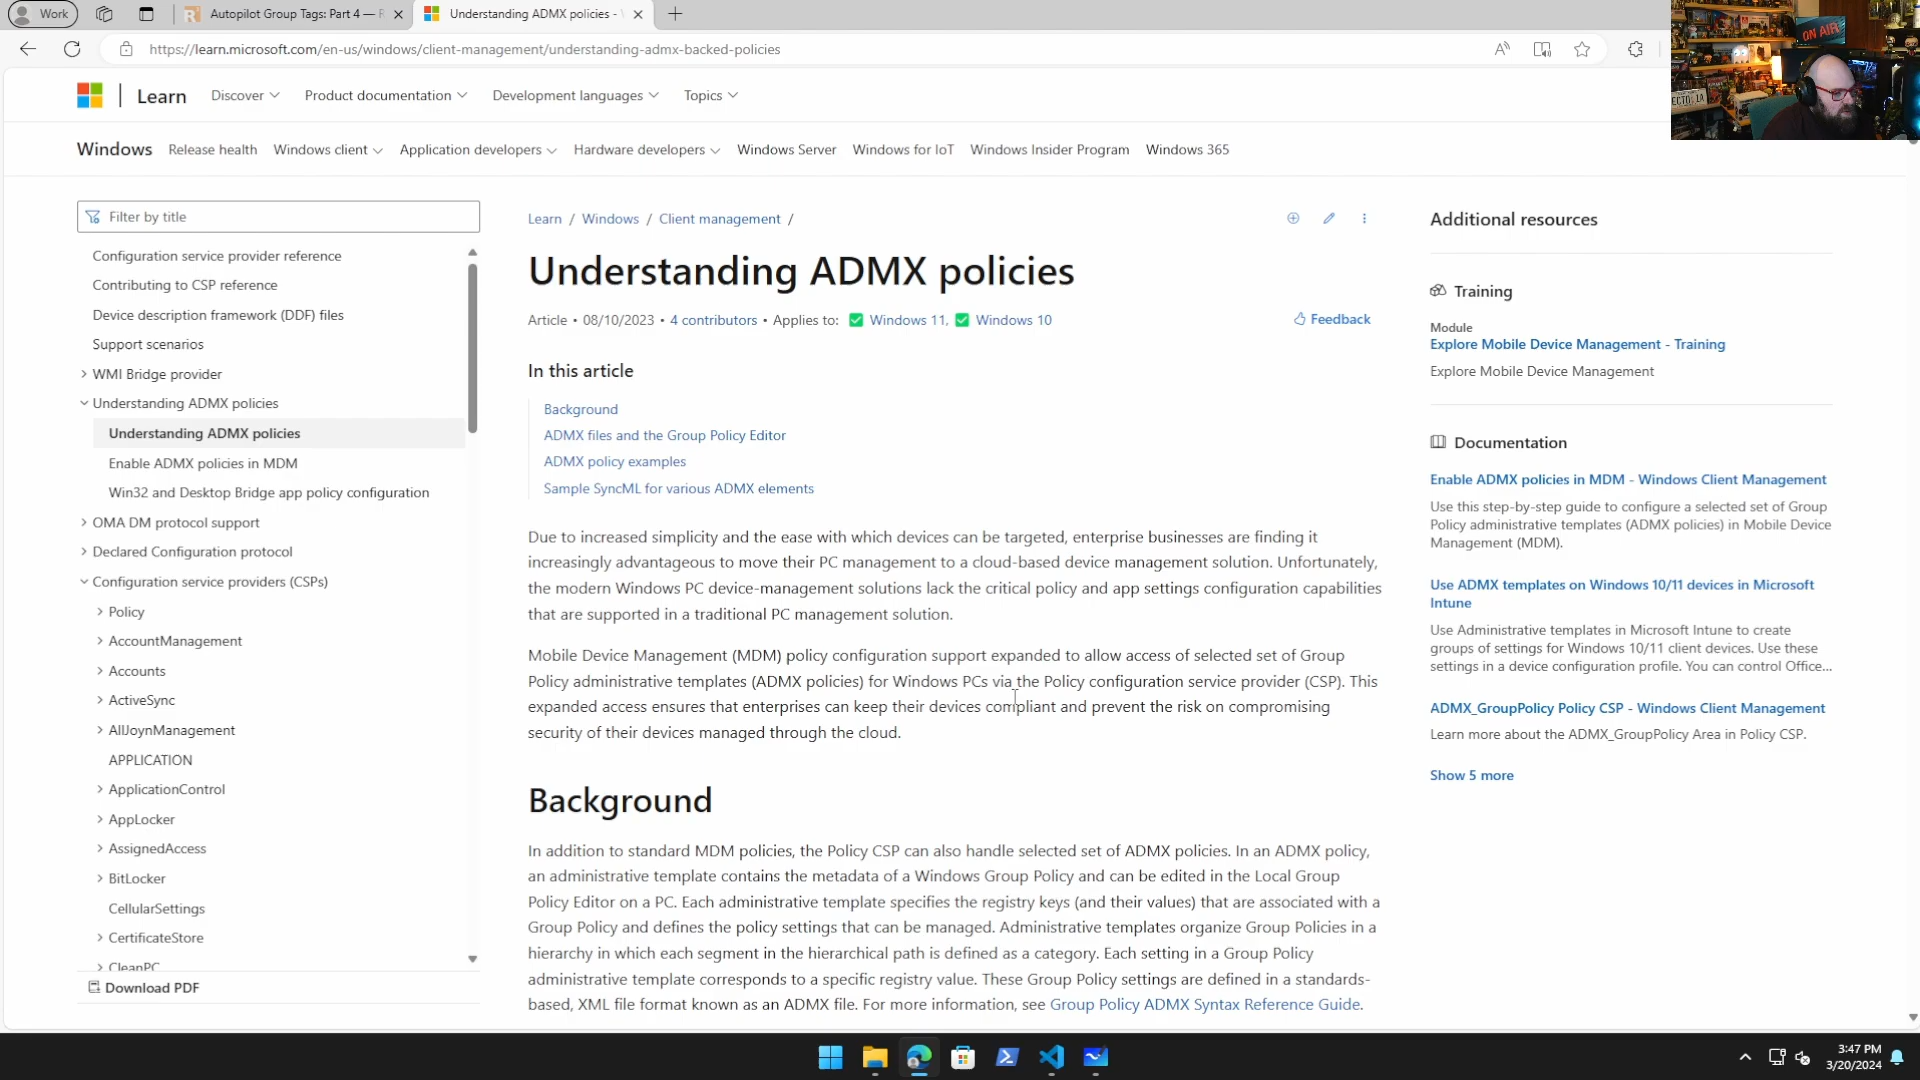 Work
Autopilot Group Tags: Part 4 — R
Understanding ADMX policies -
https://learn.microsoft.com/en-us/windows/client-management/understanding-admx-backed-policies
ON AIR
ECTO, LA
Learn
Discover
Product documentation
Development languages
Topics
Windows
Release health
Windows client
Application developers
Hardware developers
Windows Server
Windows for IoT
Windows Insider Program
Windows 365
Filter by title
Configuration service provider reference
Contributing to CSP reference
Device description framework (DDF) files
Support scenarios
WMI Bridge provider
Understanding ADMX policies
Understanding ADMX policies
Enable ADMX policies in MDM
Win32 and Desktop Bridge app policy configuration
OMA DM protocol support
Declared Configuration protocol
Configuration service providers (CSPs)
Policy
AccountManagement
Accounts
ActiveSync
AllJoynManagement
APPLICATION
ApplicationControl
AppLocker
AssignedAccess
BitLocker
CellularSettings
CertificateStore
CleanPC
Download PDF
Learn / Windows / Client management /
Understanding ADMX policies
Article • 08/10/2023 • 4 contributors • Applies to: Windows 11, Windows 10
Feedback
In this article
Background
ADMX files and the Group Policy Editor
ADMX policy examples
Sample SyncML for various ADMX elements
Due to increased simplicity and the ease with which devices can be targeted, enterprise businesses are finding it
increasingly advantageous to move their PC management to a cloud-based device management solution. Unfortunately,
the modern Windows PC device-management solutions lack the critical policy and app settings configuration capabilities
that are supported in a traditional PC management solution.
Mobile Device Management (MDM) policy configuration support expanded to allow access of selected set of Group
Policy administrative templates (ADMX policies) for Windows PCs via the Policy configuration service provider (CSP). This
expanded access ensures that enterprises can keep their devices compliant and prevent the risk on compromising
security of their devices managed through the cloud.
Background
In addition to standard MDM policies, the Policy CSP can also handle selected set of ADMX policies. In an ADMX policy,
an administrative template contains the metadata of a Windows Group Policy and can be edited in the Local Group
Policy Editor on a PC. Each administrative template specifies the registry keys (and their values) that are associated with a
Group Policy and defines the policy settings that can be managed. Administrative templates organize Group Policies in a
hierarchy in which each segment in the hierarchical path is defined as a category. Each setting in a Group Policy
administrative template corresponds to a specific registry value. These Group Policy settings are defined in a standards-
based, XML file format known as an ADMX file. For more information, see Group Policy ADMX Syntax Reference Guide.
Additional resources
Training
Module
Explore Mobile Device Management - Training
Explore Mobile Device Management
Documentation
Enable ADMX policies in MDM - Windows Client Management
Use this step-by-step guide to configure a selected set of Group
Policy administrative templates (ADMX policies) in Mobile Device
Management (MDM).
Use ADMX templates on Windows 10/11 devices in Microsoft
Intune
Use Administrative templates in Microsoft Intune to create
groups of settings for Windows 10/11 client devices. Use these
settings in a device configuration profile. You can control Office...
ADMX_GroupPolicy Policy CSP - Windows Client Management
Learn more about the ADMX_GroupPolicy Area in Policy CSP.
Show 5 more
3:47 PM
3/20/2024